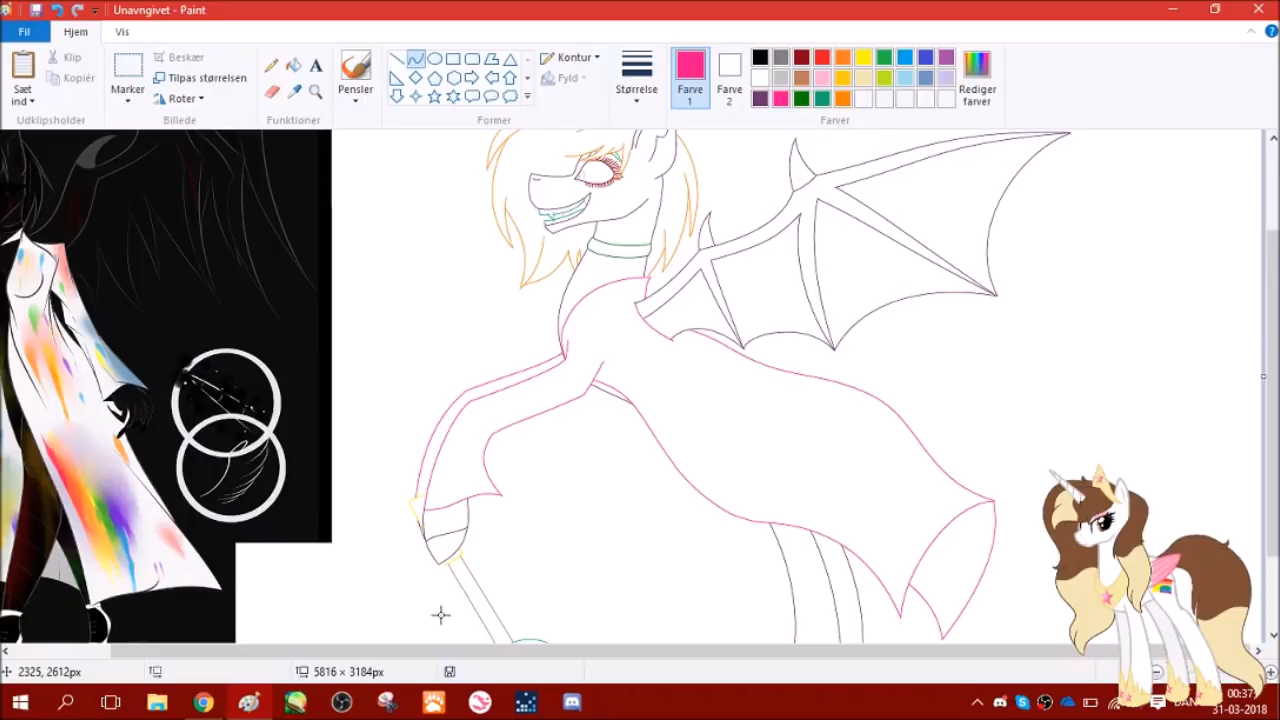 Unavngivet - Paint
Fil
Hjem
Vis
Sæt
ind
Klip
Kopiér
Udklipsholder
Marker
Beskær
Tilpas størrelsen
Roter
Billede
Pensler
Funktioner
Kontur
Fyld
Former
Størrelse
Farve
1
Farve
2
Rediger
farver
Farver
2325, 2612px
5816 × 3184px
DAN
00:37
31-03-2018